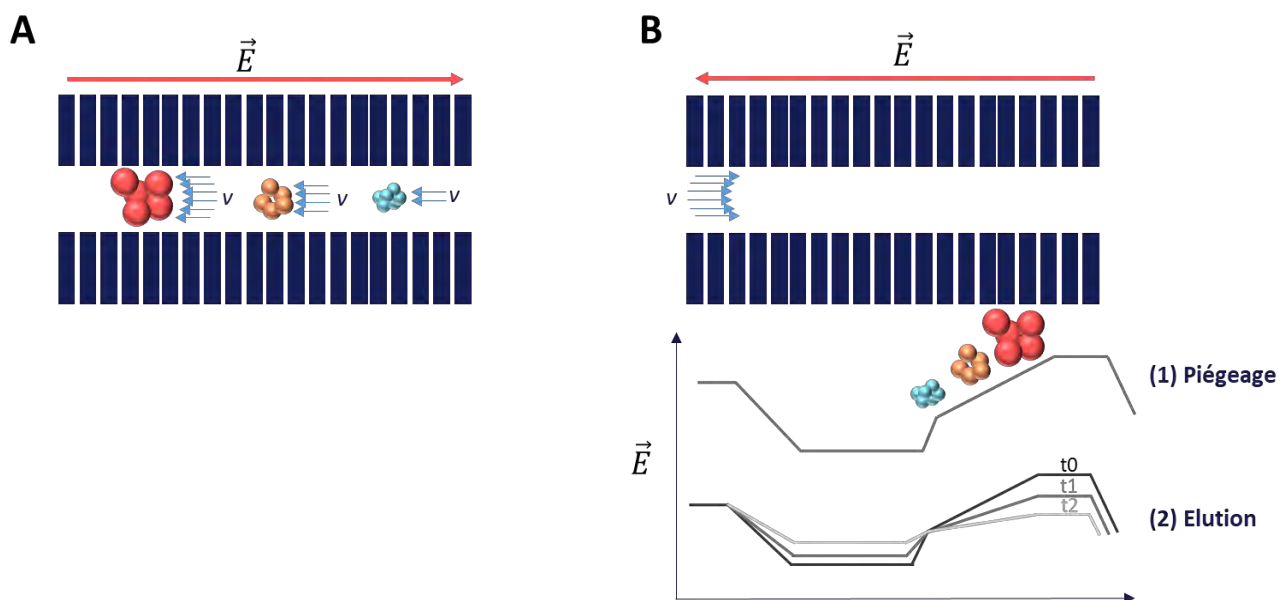 A
B
E⃗
E⃗
v
v
v
v
(1) Piégeage
E⃗
t0
t1
t2
(2) Elution